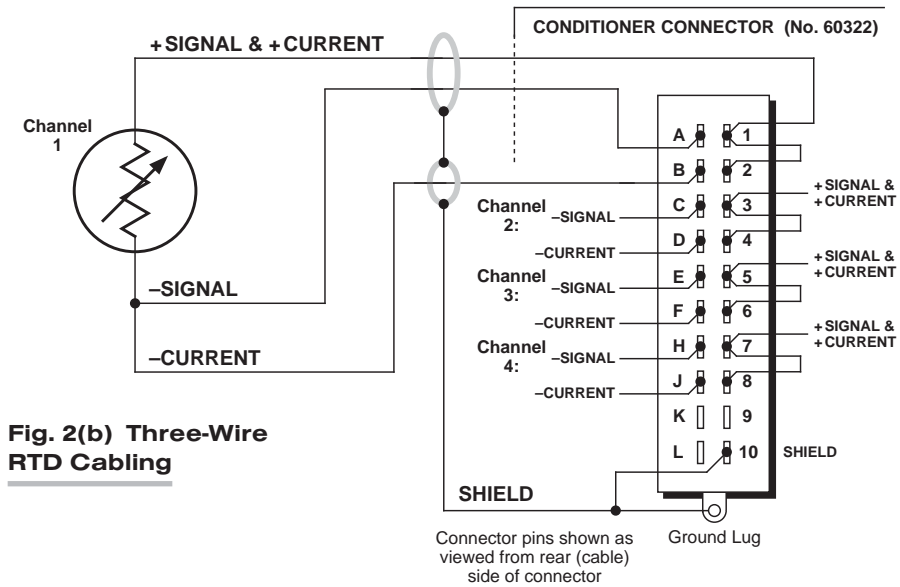 CONDITIONER CONNECTOR (No. 60322)
+SIGNAL & +CURRENT
Channel
1
A 1
B 2
+SIGNAL &
+CURRENT
Channel
2:
–SIGNAL
C 3
–CURRENT
D 4
+SIGNAL &
+CURRENT
Channel
3:
–SIGNAL
E 5
–CURRENT
F 6
+SIGNAL &
+CURRENT
Channel
4:
–SIGNAL
H 7
–CURRENT
J 8
K 9
L 10 SHIELD
–SIGNAL
–CURRENT
Fig. 2(b) Three-Wire
RTD Cabling
SHIELD
Connector pins shown as
viewed from rear (cable)
side of connector
Ground Lug